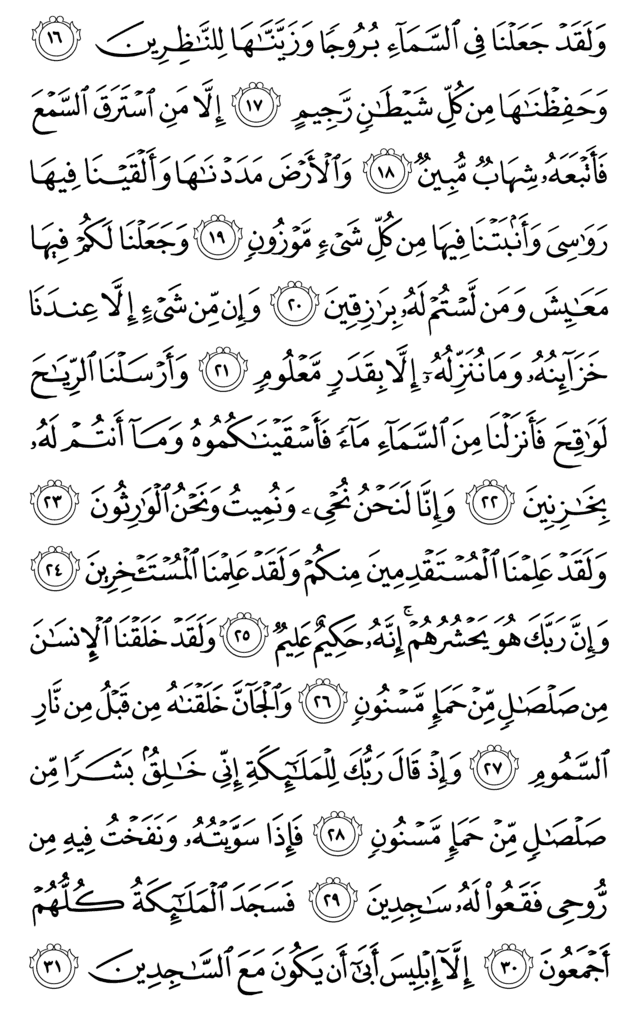 وَلَقَدۡ جَعَلۡنَا فِي ٱلسَّمَآءِ بُرُوجٗا وَزَيَّنَّٰهَا لِلنَّٰظِرِينَ ١٦
وَحَفِظۡنَٰهَا مِن كُلِّ شَيۡطَٰنٖ رَّجِيمٍ ١٧ إِلَّا مَنِ ٱسۡتَرَقَ ٱلسَّمۡعَ
فَأَتۡبَعَهُۥ شِهَابٞ مُّبِينٞ ١٨ وَٱلۡأَرۡضَ مَدَدۡنَٰهَا وَأَلۡقَيۡنَا فِيهَا
رَوَٰسِيَ وَأَنۢبَتۡنَا فِيهَا مِن كُلِّ شَيۡءٖ مَّوۡزُونٖ ١٩ وَجَعَلۡنَا لَكُمۡ فِيهَا
مَعَٰيِشَ وَمَن لَّسۡتُمۡ لَهُۥ بِرَٰزِقِينَ ٢٠ وَإِن مِّن شَيۡءٍ إِلَّا عِندَنَا
خَزَآئِنُهُۥ وَمَا نُنَزِّلُهُۥٓ إِلَّا بِقَدَرٖ مَّعۡلُومٖ ٢١ وَأَرۡسَلۡنَا ٱلرِّيَٰحَ
لَوَٰقِحَ فَأَنزَلۡنَا مِنَ ٱلسَّمَآءِ مَآءٗ فَأَسۡقَيۡنَٰكُمُوهُ وَمَآ أَنتُمۡ لَهُۥ
بِخَٰزِنِينَ ٢٢ وَإِنَّا لَنَحۡنُ نُحۡيِۦ وَنُمِيتُ وَنَحۡنُ ٱلۡوَٰرِثُونَ ٢٣
وَلَقَدۡ عَلِمۡنَا ٱلۡمُسۡتَقۡدِمِينَ مِنكُمۡ وَلَقَدۡ عَلِمۡنَا ٱلۡمُسۡتَـٔۡخِرِينَ ٢٤
وَإِنَّ رَبَّكَ هُوَ يَحۡشُرُهُمۡۚ إِنَّهُۥ حَكِيمٌ عَلِيمٞ ٢٥ وَلَقَدۡ خَلَقۡنَا ٱلۡإِنسَٰنَ
مِن صَلۡصَٰلٖ مِّنۡ حَمَإٖ مَّسۡنُونٖ ٢٦ وَٱلۡجَآنَّ خَلَقۡنَٰهُ مِن قَبۡلُ مِن نَّارِ
ٱلسَّمُومِ ٢٧ وَإِذۡ قَالَ رَبُّكَ لِلۡمَلَٰٓئِكَةِ إِنِّي خَٰلِقُۢ بَشَرٗا مِّن
صَلۡصَٰلٖ مِّنۡ حَمَإٖ مَّسۡنُونٖ ٢٨ فَإِذَا سَوَّيۡتُهُۥ وَنَفَخۡتُ فِيهِ مِن
رُّوحِي فَقَعُواْ لَهُۥ سَٰجِدِينَ ٢٩ فَسَجَدَ ٱلۡمَلَٰٓئِكَةُ كُلُّهُمۡ
أَجۡمَعُونَ ٣٠ إِلَّآ إِبۡلِيسَ أَبَىٰٓ أَن يَكُونَ مَعَ ٱلسَّٰجِدِينَ ٣١